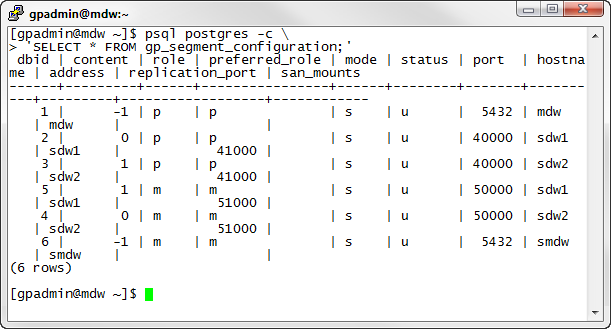 gpadmin@mdw:~
[gpadmin@mdw ~]$ psql postgres -c \
> 'SELECT * FROM gp_segment_configuration;'
 dbid | content | role | preferred_role | mode | status | port  | hostna
me | address | replication_port | san_mounts
------+---------+------+----------------+------+--------+-------+-------
---+---------+------------------+------------
    1 |      -1 | p    | p              | s    | u      |  5432 | mdw
   | mdw     |                  |
    2 |       0 | p    | p              | s    | u      | 40000 | sdw1
   | sdw1    |            41000 |
    3 |       1 | p    | p              | s    | u      | 40000 | sdw2
   | sdw2    |            41000 |
    5 |       1 | m    | m              | s    | u      | 50000 | sdw1
   | sdw1    |            51000 |
    4 |       0 | m    | m              | s    | u      | 50000 | sdw2
   | sdw2    |            51000 |
    6 |      -1 | m    | m              | s    | u      |  5432 | smdw
   | smdw    |                  |
(6 rows)
[gpadmin@mdw ~]$